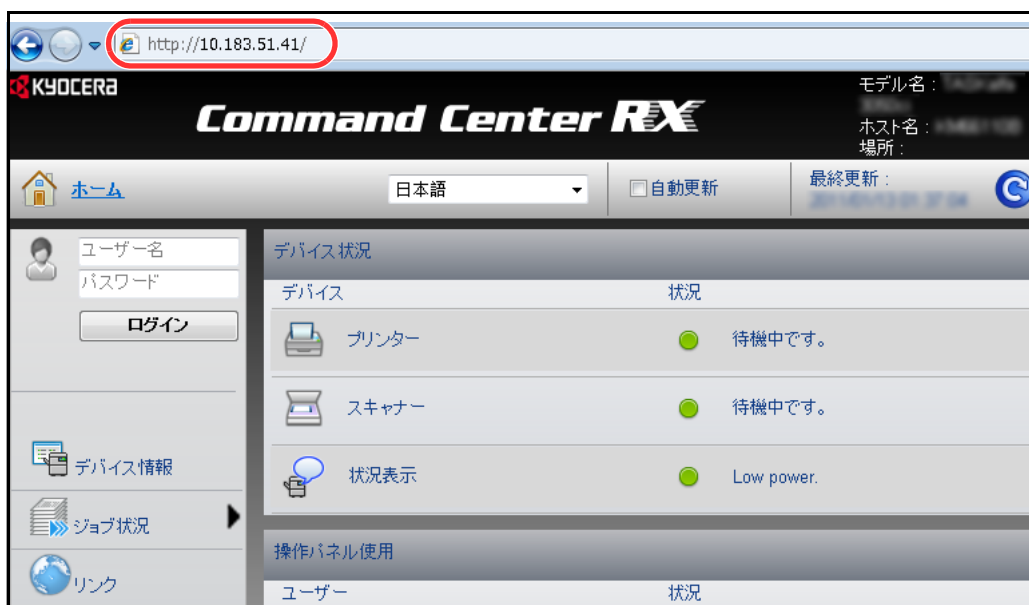 http://10.183.51.41/
KYOCERA
Command Center RX
モデル名 :
ホスト名 :
場所 :
ホーム
日本語
自動更新
最終更新 :
ユーザー名
パスワード
ログイン
デバイス情報
ジョブ状況
リンク
デバイス状況
デバイス 状況
プリンター 待機中です。
スキャナー 待機中です。
状況表示 Low power.
操作パネル使用
ユーザー 状況